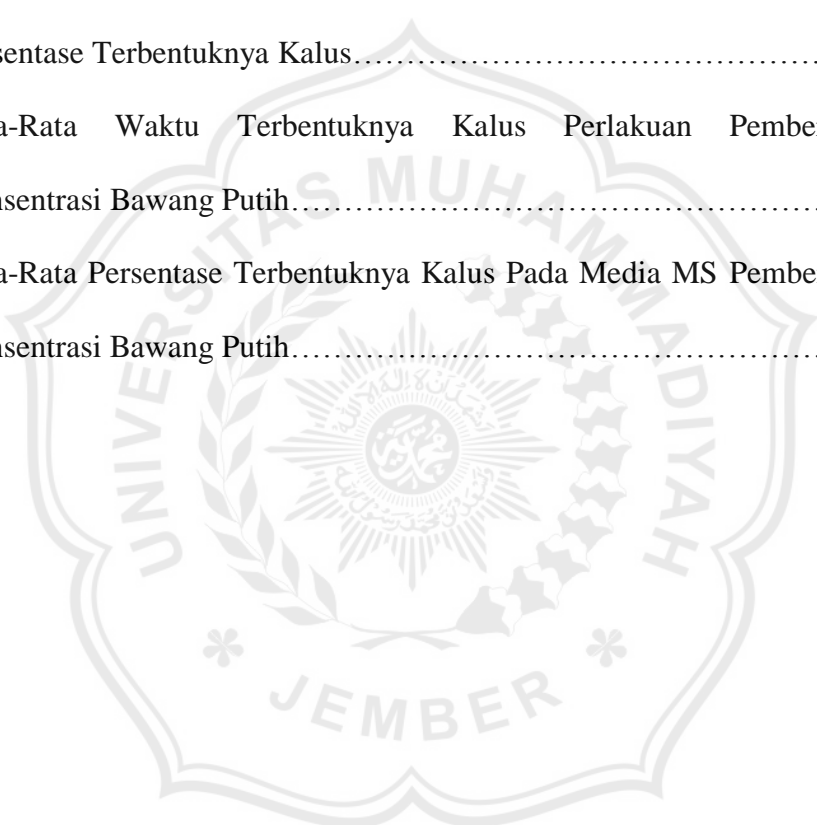 sentase Terbentuknya Kalus……………………………………………
a-Rata Waktu Terbentuknya Kalus Perlakuan Pembe
nsentrasi Bawang Putih…………………………………………………
a-Rata Persentase Terbentuknya Kalus Pada Media MS Pembe
nsentrasi Bawang Putih…………………………………………………
UNIVERSITAS MUHAMMADIYAH
* JEMBER *